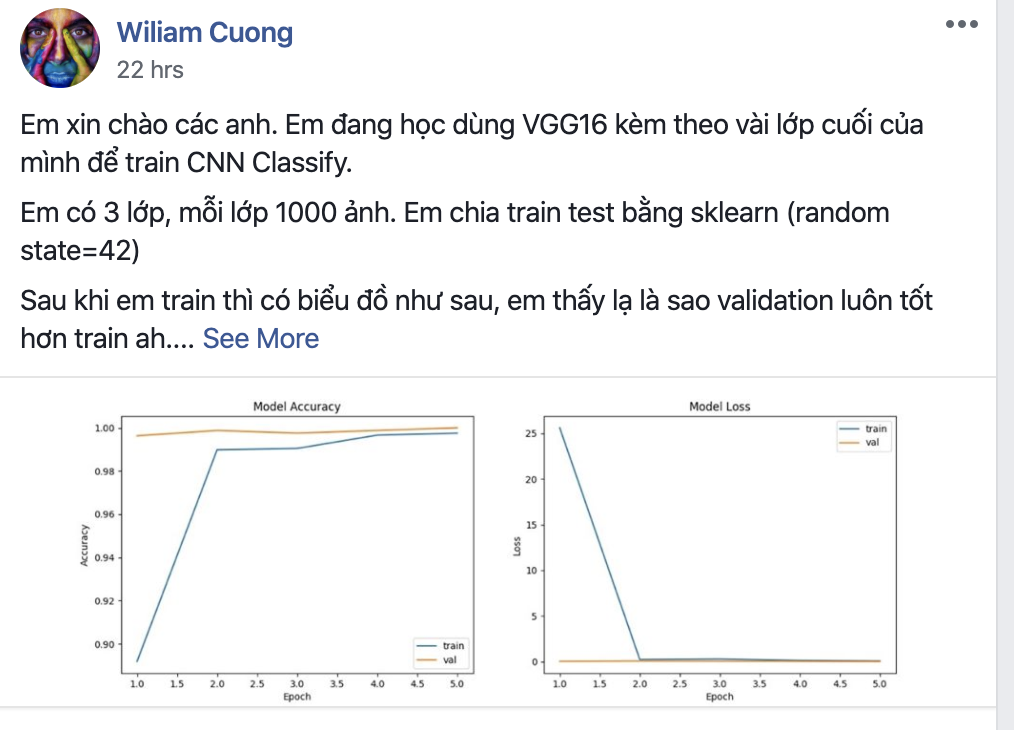 Wiliam Cuong
22 hrs
Em xin chào các anh. Em đang học dùng VGG16 kèm theo vài lớp cuối của
mình để train CNN Classify.
Em có 3 lớp, mỗi lớp 1000 ảnh. Em chia train test bằng sklearn (random
state=42)
Sau khi em train thì có biểu đồ như sau, em thấy lạ là sao validation luôn tốt
hơn train ah.... See More
Model Accuracy
1.00
0.98
0.96
0.94
0.92
0.90
Accuracy
train
val
1.0 1.5 2.0 2.5 3.0 3.5 4.0 4.5 5.0
Epoch
Model Loss
25
20
15
10
5
0
Loss
train
val
1.0 1.5 2.0 2.5 3.0 3.5 4.0 4.5 5.0
Epoch